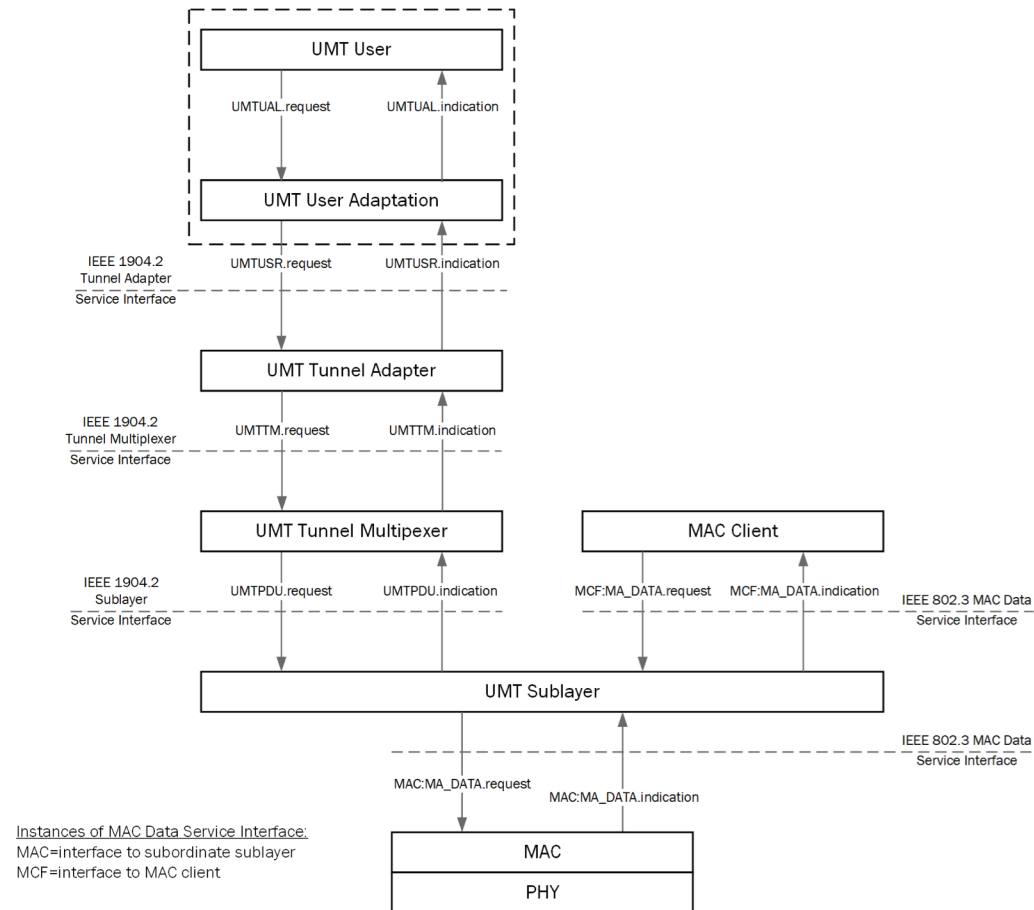 UMT User
UMTUAL.request
UMTUAL.indication
UMT User Adaptation
IEEE 1904.2
Tunnel Adapter
Service Interface
UMTUSR.request
UMTUSR.indication
UMT Tunnel Adapter
IEEE 1904.2
Tunnel Multiplexer
Service Interface
UMTTM.request
UMTTM.indication
UMT Tunnel Multipexer
MAC Client
IEEE 1904.2
Sublayer
Service Interface
UMTPDU.request
UMTPDU.indication
MCF:MA_DATA.request
MCF:MA_DATA.indication
IEEE 802.3 MAC Data
Service Interface
UMT Sublayer
IEEE 802.3 MAC Data
Service Interface
MAC:MA_DATA.request
MAC:MA_DATA.indication
Instances of MAC Data Service Interface:
MAC=interface to subordinate sublayer
MCF=interface to MAC client
MAC
PHY